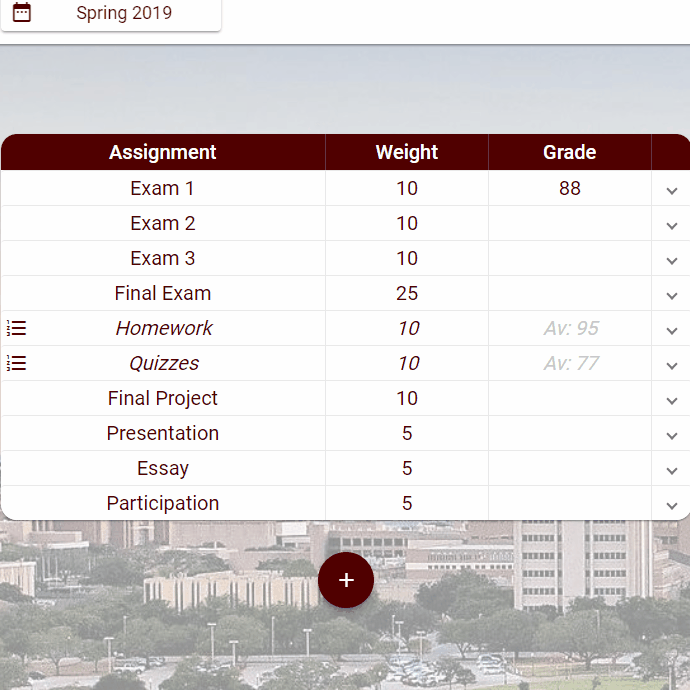 Spring 2019
Assignment Weight Grade
Exam 1 10 88
Exam 2 10
Exam 3 10
Final Exam 25
Homework 10 Av: 95
Quizzes 10 Av: 77
Final Project 10
Presentation 5
Essay 5
Participation 5
+